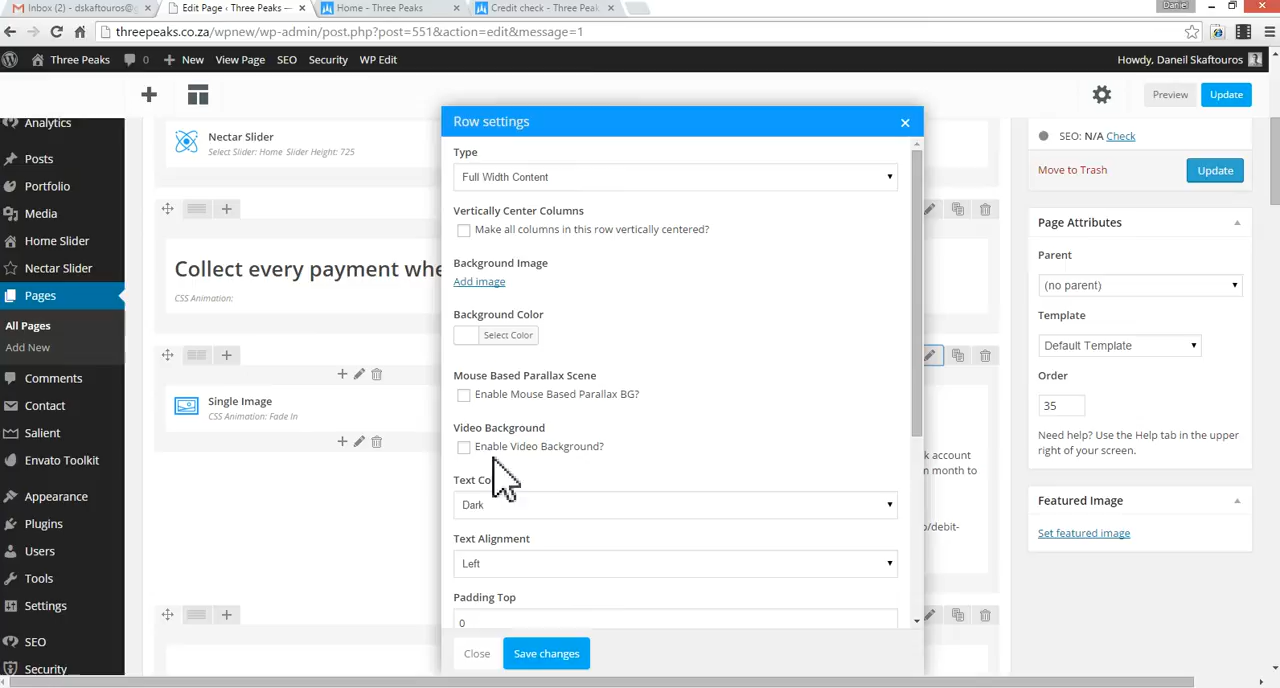 Inbox (2) - dskaftouros@g
Edit Page ‹ Three Peaks —
Home - Three Peaks
Credit check - Three Peak
Daniel
threepeaks.co.za/wpnew/wp-admin/post.php?post=551&action=edit&message=1
Three Peaks
0
New
View Page
SEO
Security
WP Edit
Howdy, Daneil Skaftouros
Preview
Update
Analytics
Posts
Portfolio
Media
Home Slider
Nectar Slider
Pages
All Pages
Add New
Comments
Contact
Salient
Envato Toolkit
Appearance
Plugins
Users
Tools
Settings
SEO
Security
Nectar Slider
Select Slider: Home Slider Height: 725
Collect every payment whe
CSS Animation:
Single Image
CSS Animation: Fade In
Row settings
Type
Full Width Content
Vertically Center Columns
Make all columns in this row vertically centered?
Background Image
Add image
Background Color
Select Color
Mouse Based Parallax Scene
Enable Mouse Based Parallax BG?
Video Background
Enable Video Background?
Text Co
Dark
Text Alignment
Left
Padding Top
0
Close
Save changes
k account
m month to
o/debit-
SEO: N/A Check
Move to Trash
Update
Page Attributes
Parent
(no parent)
Template
Default Template
Order
35
Need help? Use the Help tab in the upper
right of your screen.
Featured Image
Set featured image